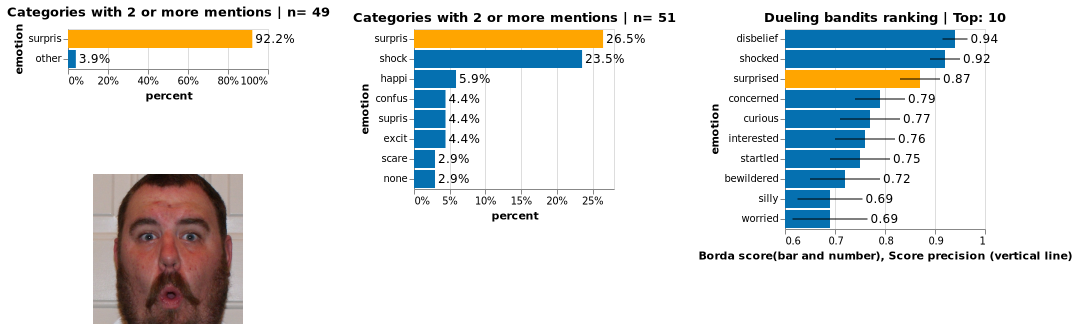 Categories with 2 or more mentions | n= 49
emotion
surpris 92.2%
other 3.9%
0% 20% 40% 60% 80% 100%
percent
Categories with 2 or more mentions | n= 51
emotion
surpris 26.5%
shock 23.5%
happi 5.9%
confus 4.4%
supris 4.4%
excit 4.4%
scare 2.9%
none 2.9%
0% 5% 10% 15% 20% 25%
percent
Dueling bandits ranking | Top: 10
emotion
disbelief 0.94
shocked 0.92
surprised 0.87
concerned 0.79
curious 0.77
interested 0.76
startled 0.75
bewildered 0.72
silly 0.69
worried 0.69
0.6 0.7 0.8 0.9 1
Borda score(bar and number), Score precision (vertical line)